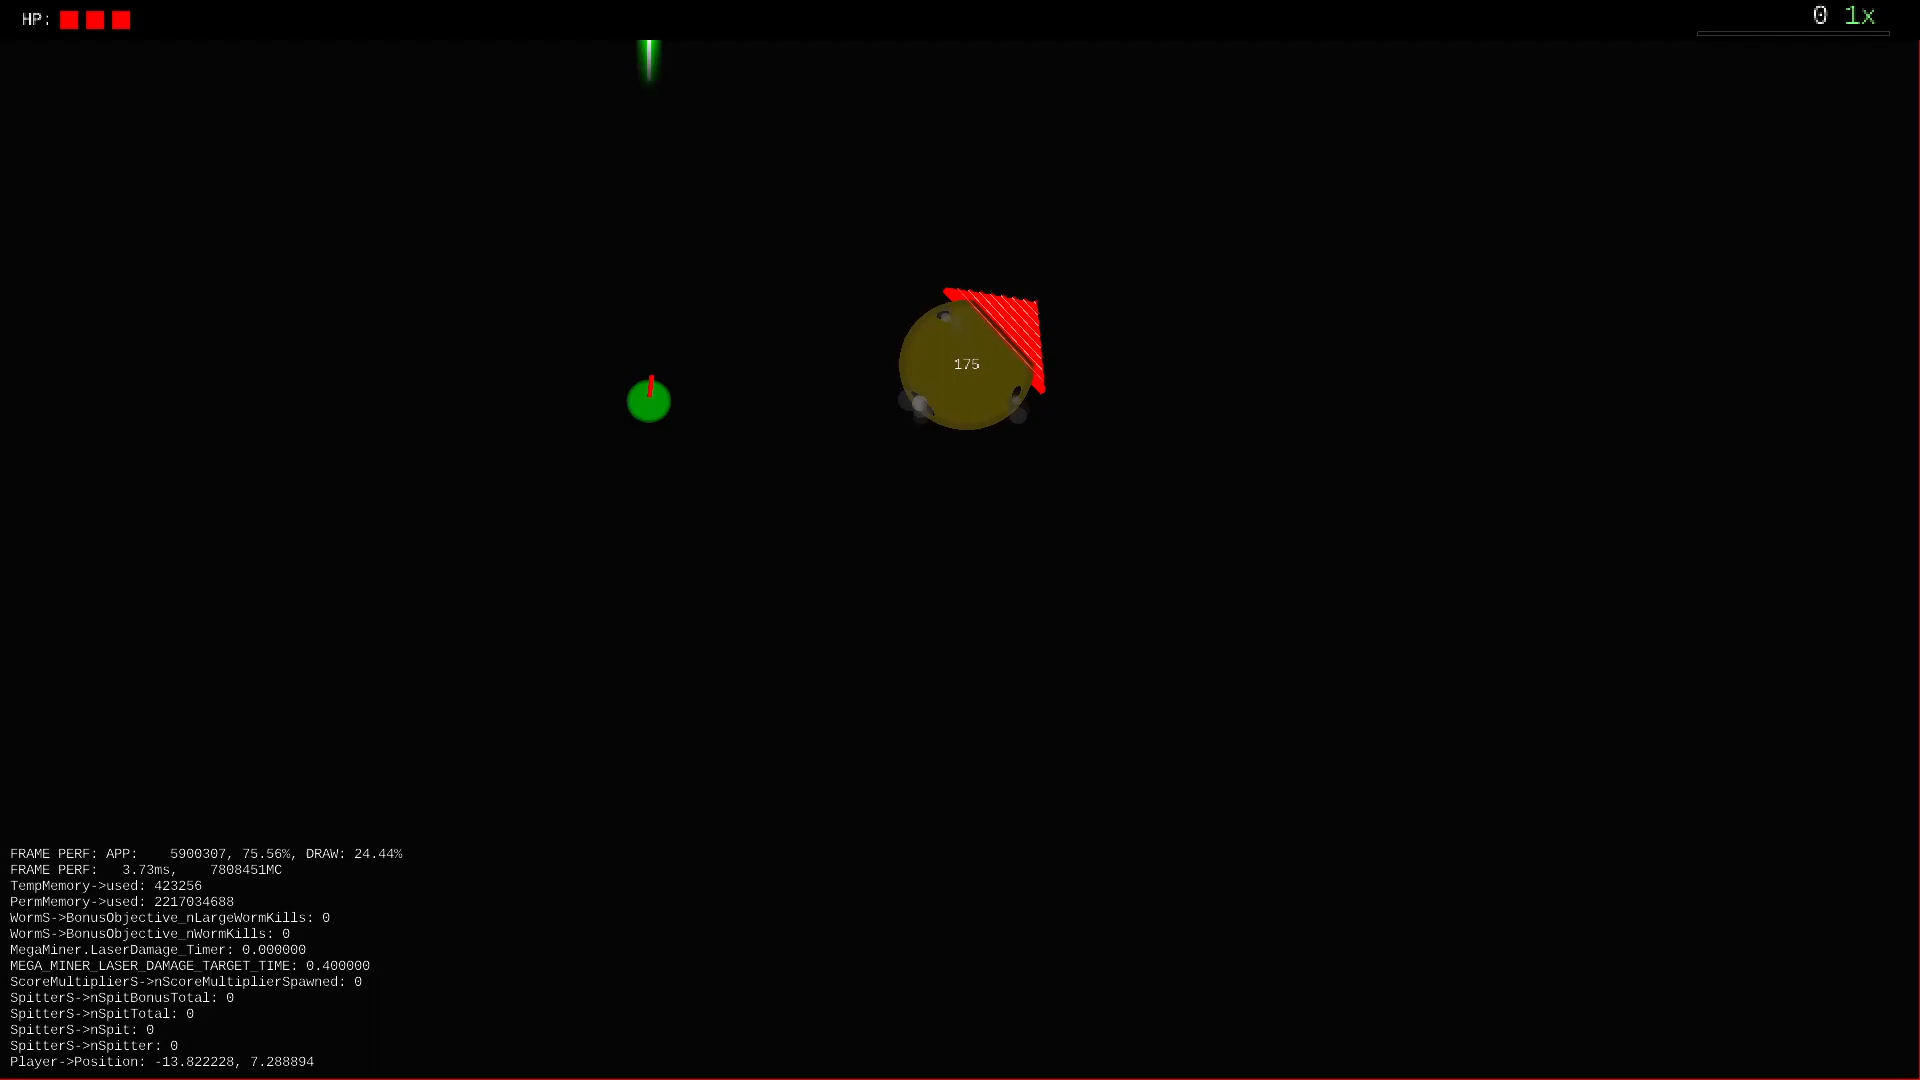 HP:
0 1x
175
FRAME PERF: APP: 5900307, 75.56%, DRAW: 24.44%
FRAME PERF: 3.73ms, 7808451MC
TempMemory->used: 423256
PermMemory->used: 2217034688
WormS->BonusObjective_nLargeWormKills: 0
WormS->BonusObjective_nWormKills: 0
MegaMiner.LaserDamage_Timer: 0.000000
MEGA_MINER_LASER_DAMAGE_TARGET_TIME: 0.400000
ScoreMultiplierS->nScoreMultiplierSpawned: 0
SpitterS->nSpitBonusTotal: 0
SpitterS->nSpitTotal: 0
SpitterS->nSpit: 0
SpitterS->nSpitter: 0
Player->Position: -13.822228, 7.288894